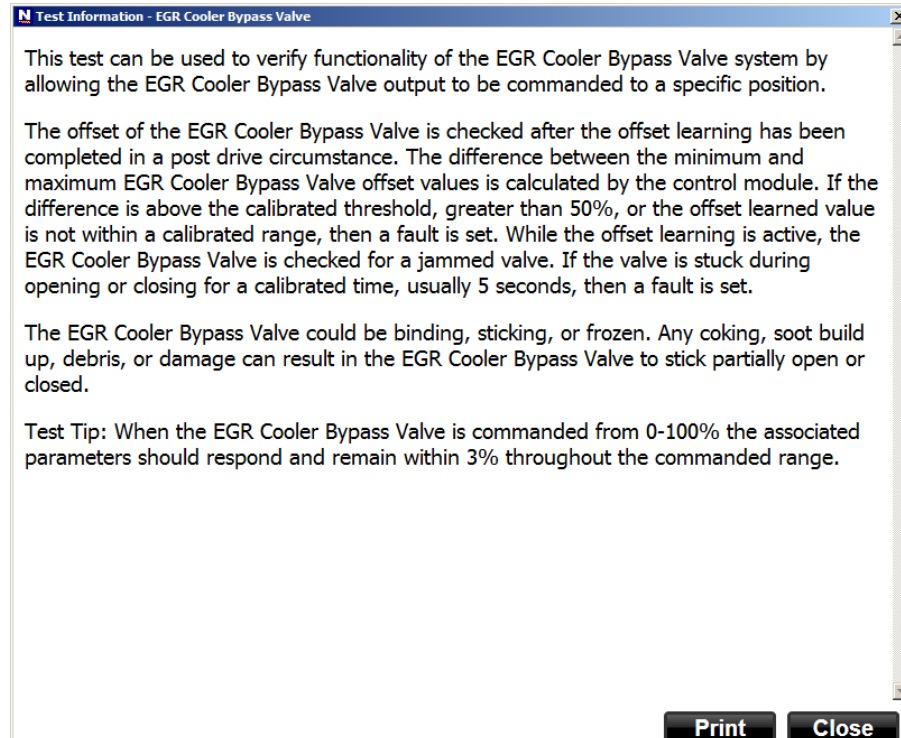 N Test Information - EGR Cooler Bypass Valve
This test can be used to verify functionality of the EGR Cooler Bypass Valve system by
allowing the EGR Cooler Bypass Valve output to be commanded to a specific position.
The offset of the EGR Cooler Bypass Valve is checked after the offset learning has been
completed in a post drive circumstance. The difference between the minimum and
maximum EGR Cooler Bypass Valve offset values is calculated by the control module. If the
difference is above the calibrated threshold, greater than 50%, or the offset learned value
is not within a calibrated range, then a fault is set. While the offset learning is active, the
EGR Cooler Bypass Valve is checked for a jammed valve. If the valve is stuck during
opening or closing for a calibrated time, usually 5 seconds, then a fault is set.
The EGR Cooler Bypass Valve could be binding, sticking, or frozen. Any coking, soot build
up, debris, or damage can result in the EGR Cooler Bypass Valve to stick partially open or
closed.
Test Tip: When the EGR Cooler Bypass Valve is commanded from 0-100% the associated
parameters should respond and remain within 3% throughout the commanded range.
Print Close